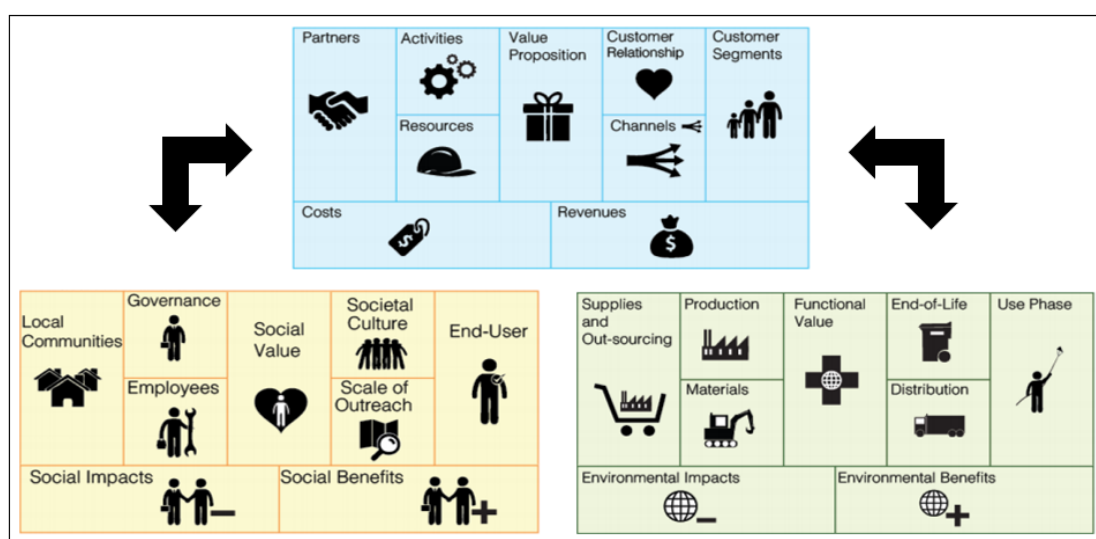 Partners
Activities
Value
Proposition
Customer
Relationship
Customer
Segments
Resources
Channels
Costs
$
Revenues
$
Local
Communities
Governance
Social
Value
Societal
Culture
End-User
Employees
Scale of
Outreach
Social Impacts
Social Benefits
Supplies
and
Out-sourcing
Production
Functional
Value
End-of-Life
Use Phase
Materials
Distribution
Environmental Impacts
Environmental Benefits